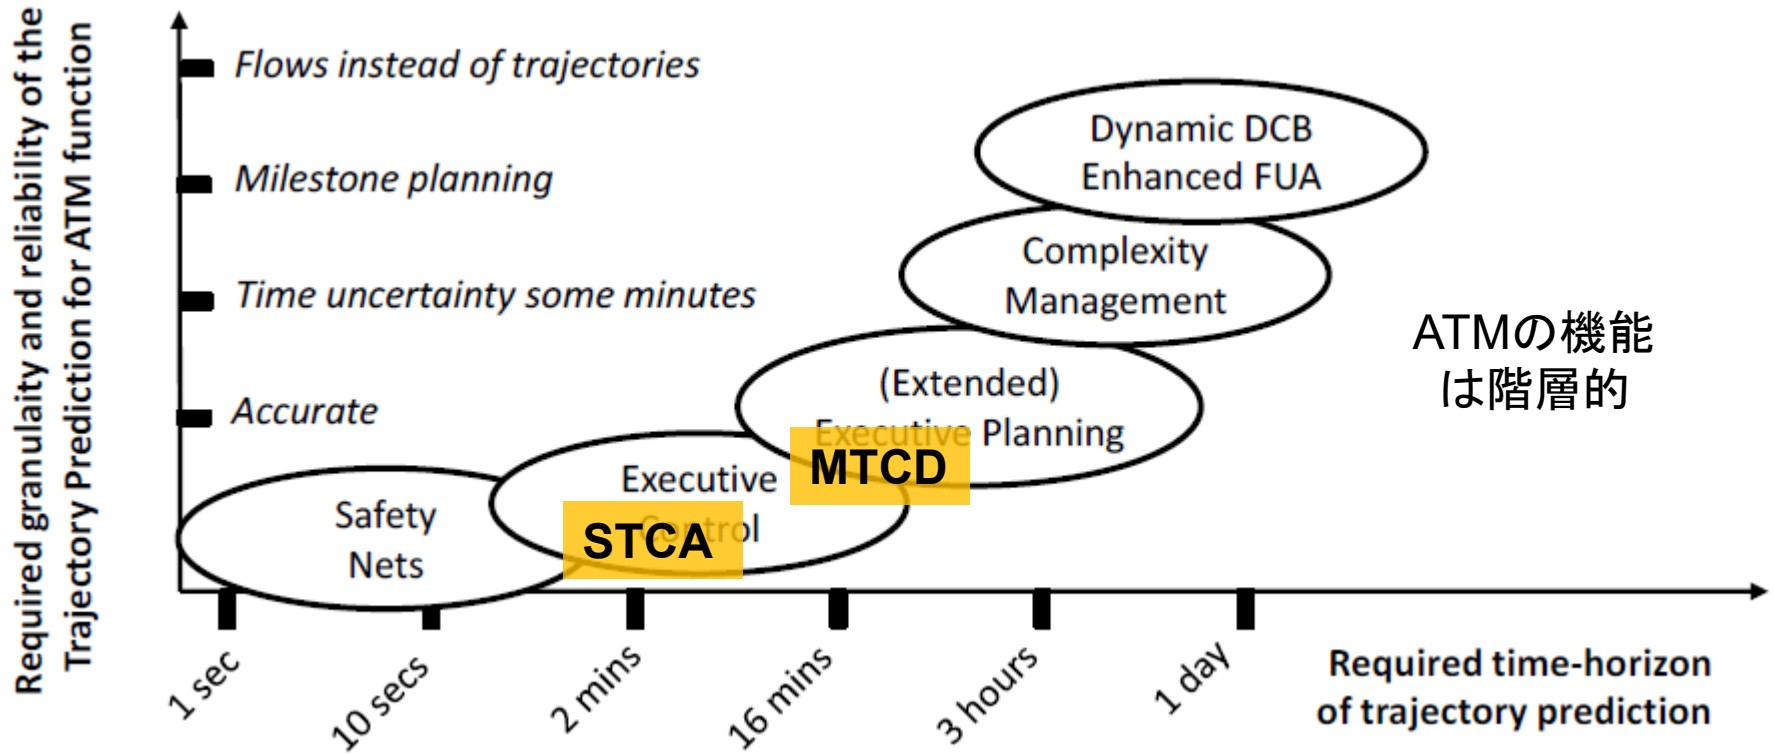 Required granulaity and reliability of the
Trajectory Prediction for ATM function
Flows instead of trajectories
Milestone planning
Time uncertainty some minutes
Accurate
Dynamic DCB
Enhanced FUA
Complexity
Management
(Extended)
Executive Planning
MTCD
Executive
Control
STCA
Safety
Nets
ATMの機能
は階層的
1 sec
10 secs
2 mins
16 mins
3 hours
1 day
Required time-horizon
of trajectory prediction